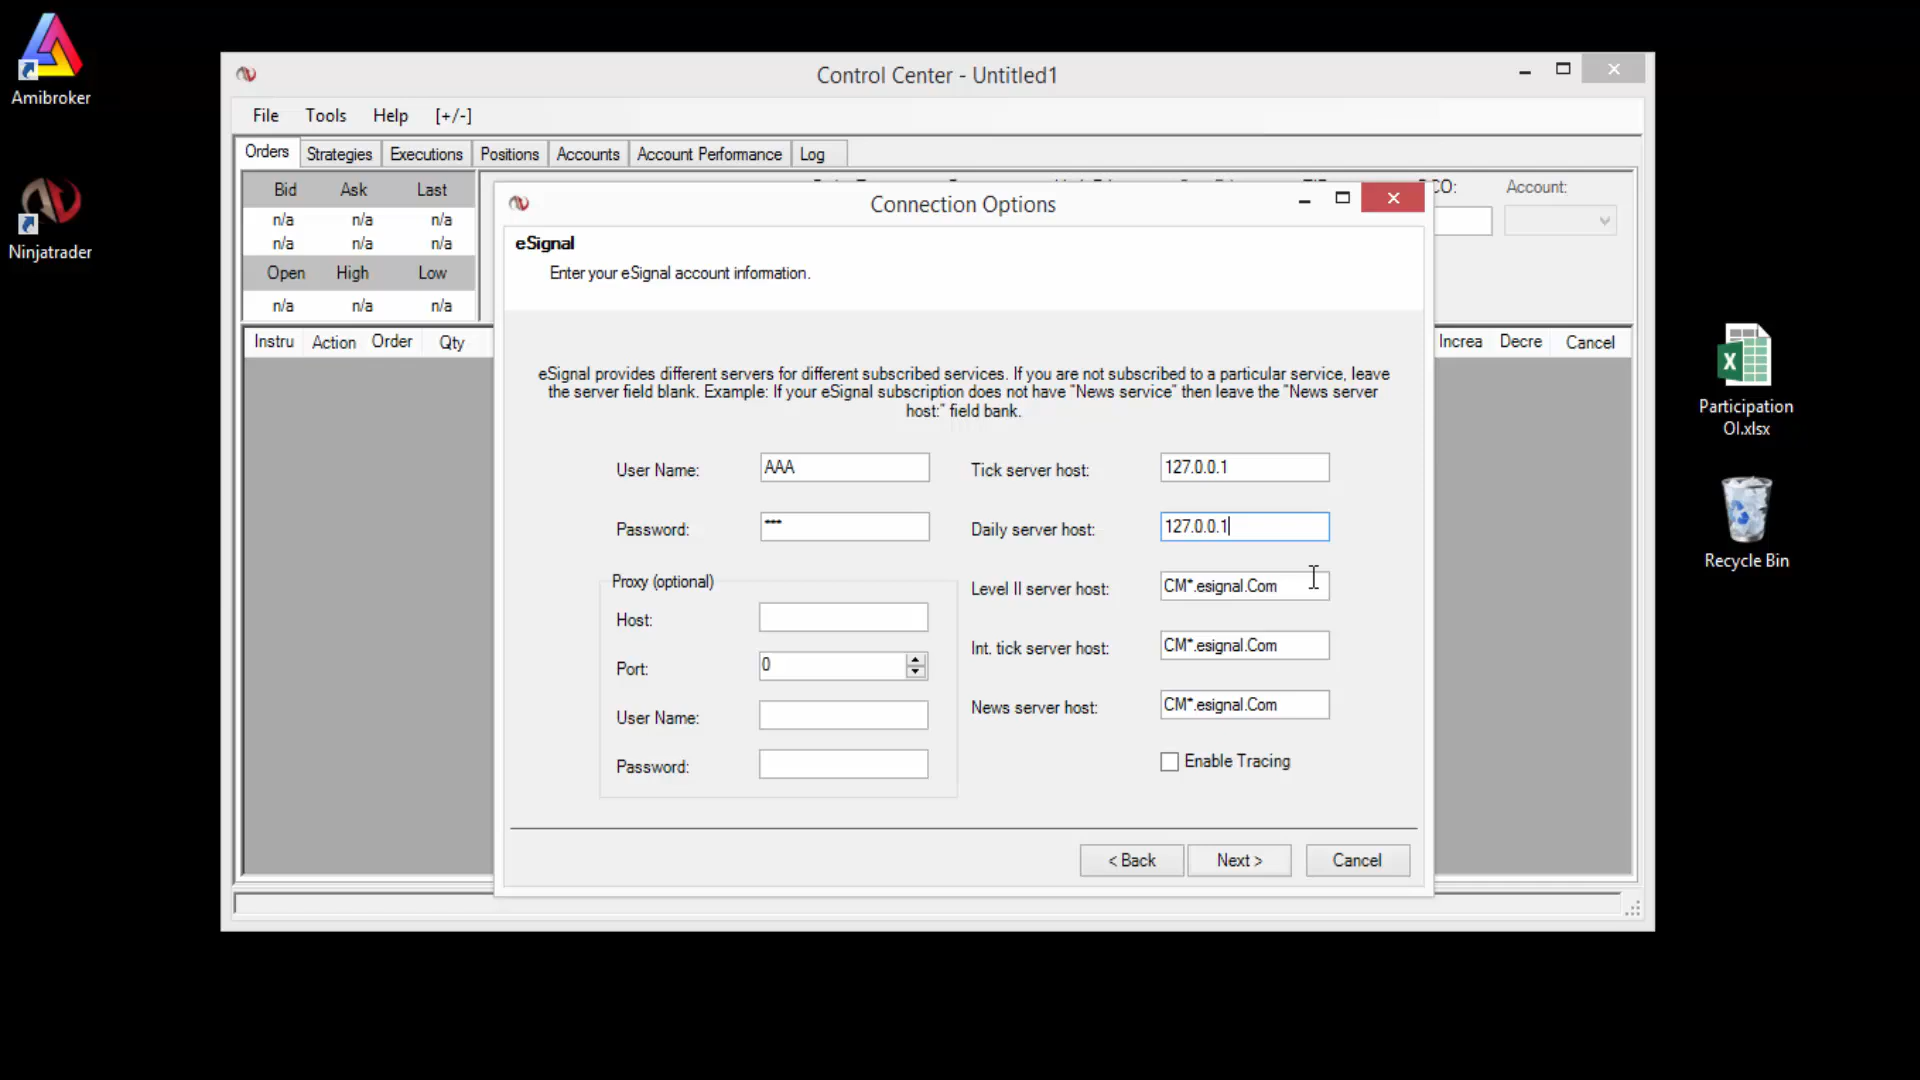 Amibroker
Ninjatrader
Control Center - Untitled1
File Tools Help [+/-]
Orders Strategies Executions Positions Accounts Account Performance Log
Bid Ask Last
n/a n/a n/a
n/a n/a n/a
Open High Low
n/a n/a n/a
OCO: Account:
Instru Action Order Qty
Increa Decre Cancel
Connection Options
eSignal
Enter your eSignal account information.
eSignal provides different servers for different subscribed services. If you are not subscribed to a particular service, leave
the server field blank. Example: If your eSignal subscription does not have "News service" then leave the "News server
host:" field bank.
User Name: AAA
Password: ***
Proxy (optional)
Host:
Port: 0
User Name:
Password:
Tick server host: 127.0.0.1
Daily server host: 127.0.0.1
Level II server host: CM*.esignal.Com
Int. tick server host: CM*.esignal.Com
News server host: CM*.esignal.Com
Enable Tracing
< Back Next > Cancel
Participation
OI.xlsx
Recycle Bin